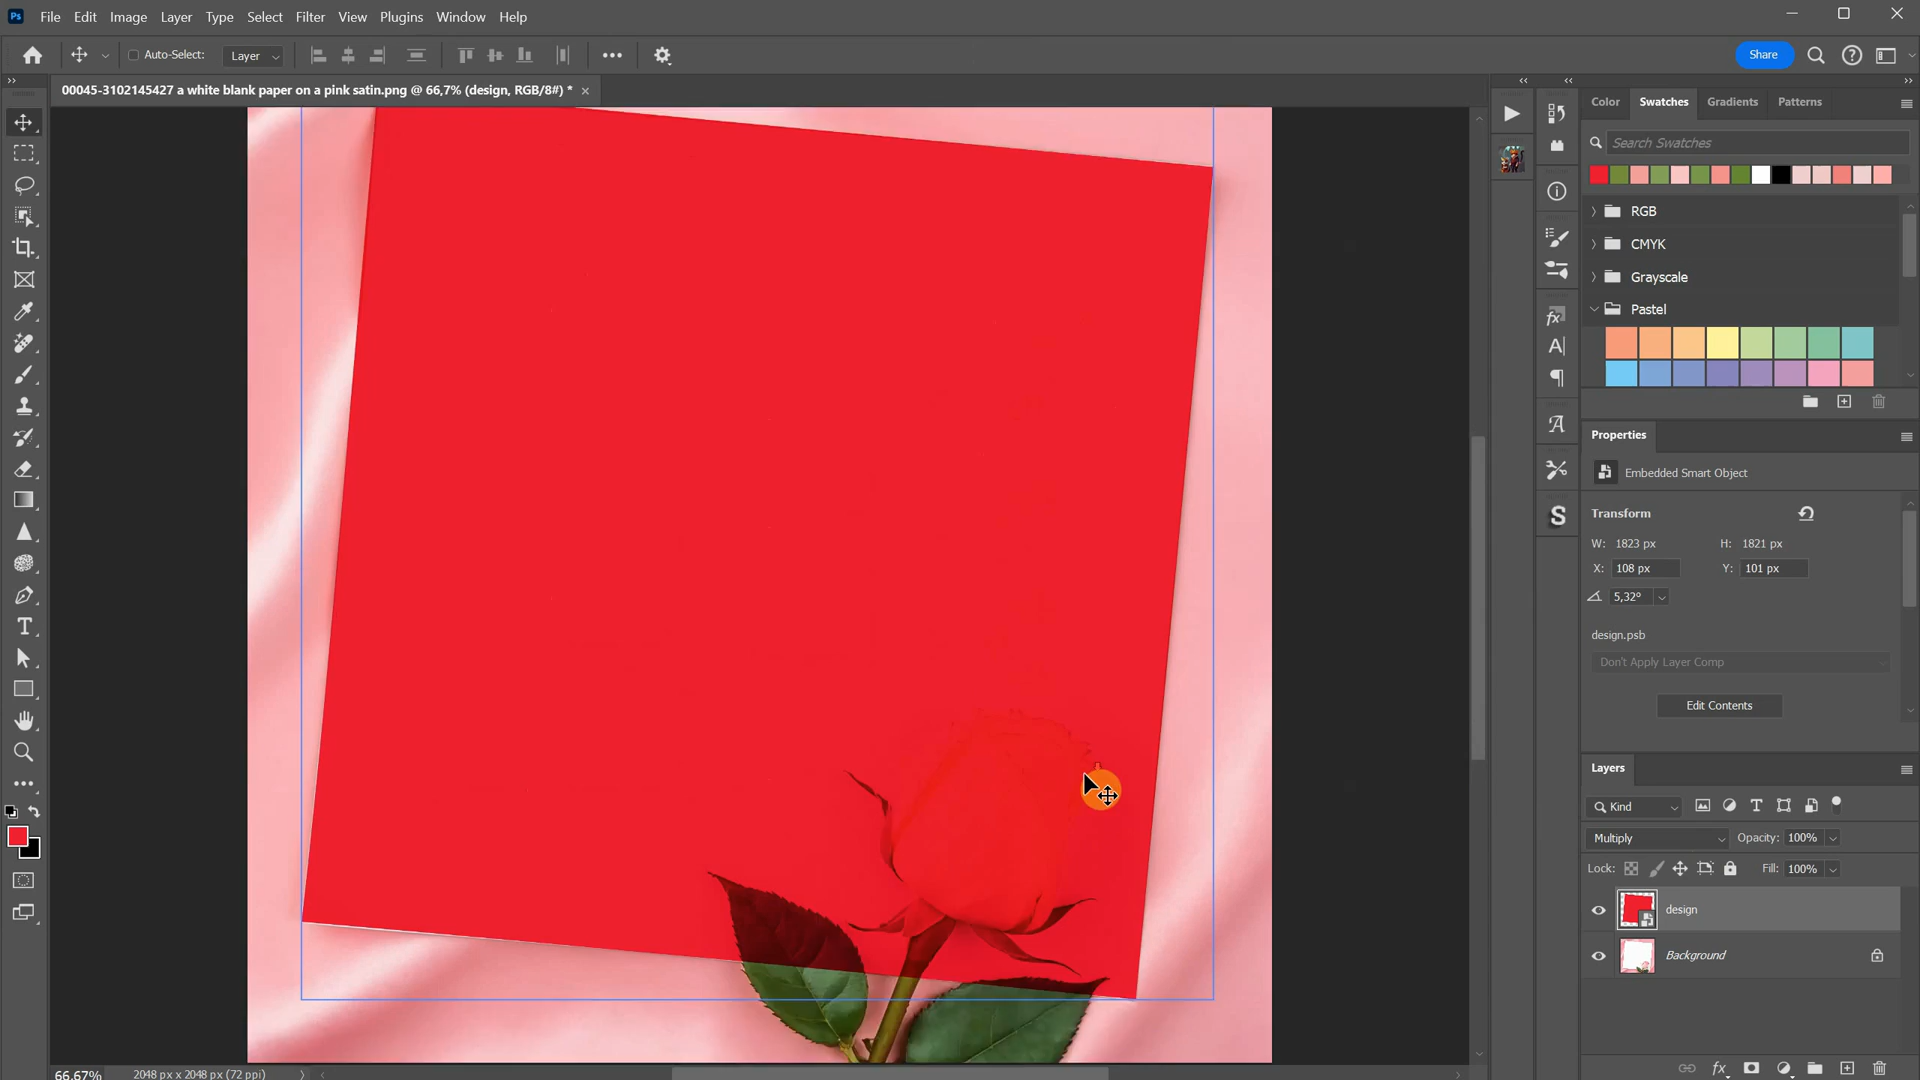 Ps File Edit Image Layer Type Select Filter View Plugins Window Help
Auto-Select: Layer Share
00045-3102145427 a white blank paper on a pink satin.png @ 66,7% (design, RGB/8#) *
Color Swatches Gradients Patterns
Search Swatches
RGB
CMYK
Grayscale
Pastel
Properties
Embedded Smart Object
Transform
W: 1823 px H: 1821 px
X: 108 px Y: 101 px
5,32°
design.psb
Don't Apply Layer Comp
Edit Contents
Layers
Kind
Multiply Opacity: 100%
Lock: Fill: 100%
design
Background
66,67% 2048 px x 2048 px (72 ppi)